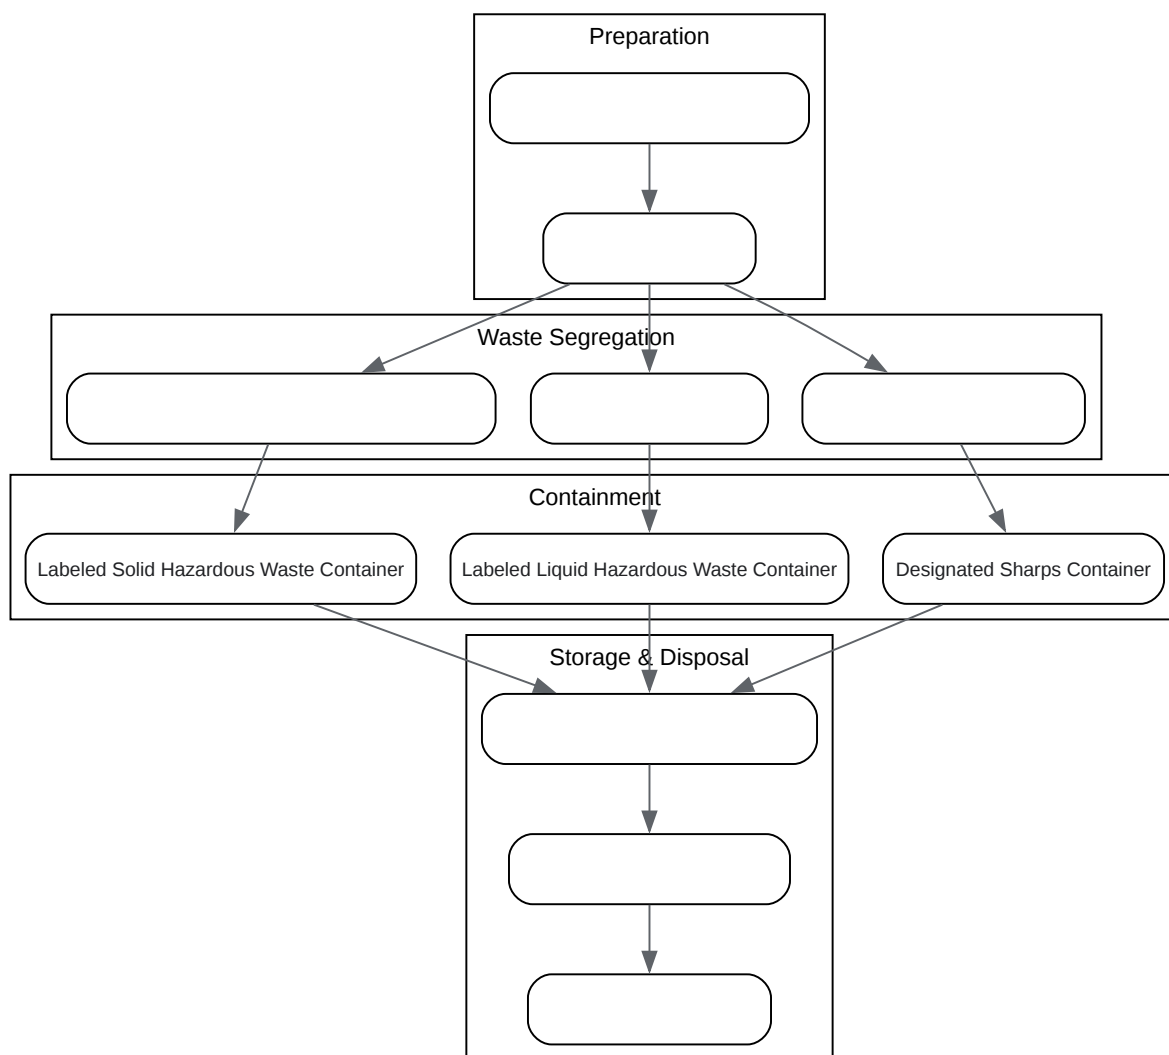 Preparation
Waste Segregation
Containment
Labeled Solid Hazardous Waste Container
Labeled Liquid Hazardous Waste Container
Designated Sharps Container
Storage & Disposal